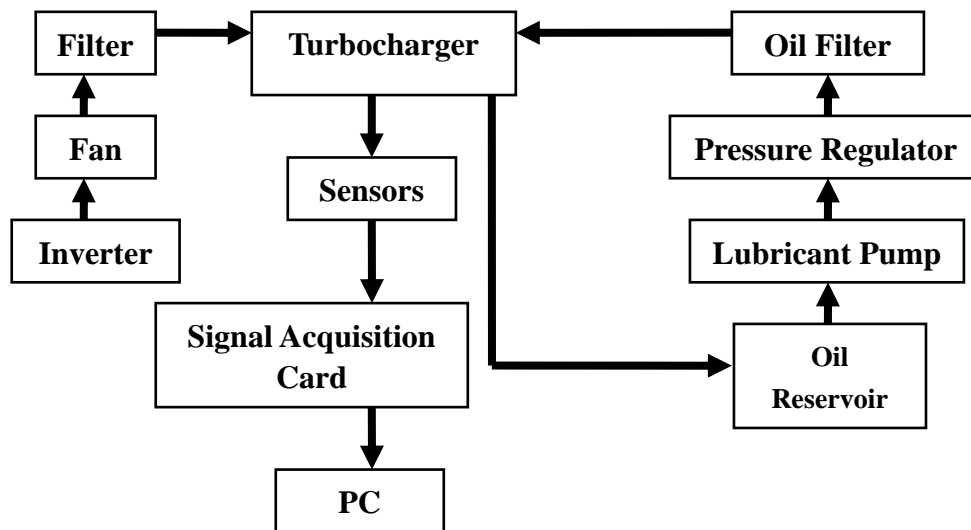 Filter
Turbocharger
Oil Filter
Fan
Pressure Regulator
Sensors
Inverter
Lubricant Pump
Signal Acquisition
Card
Oil
Reservoir
PC